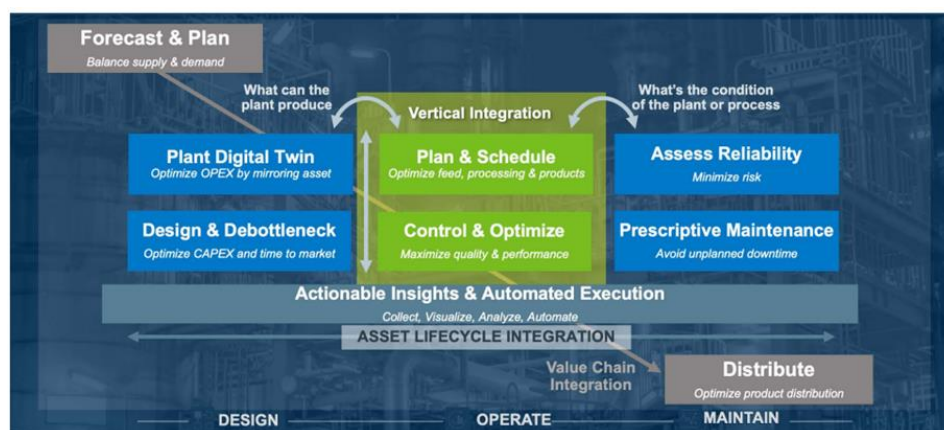 Forecast & Plan
Balance supply & demand
What can the
plant produce
Vertical Integration
What's the condition
of the plant or process
Plant Digital Twin
Optimize OPEX by mirroring asset
Plan & Schedule
Optimize feed, processing & products
Assess Reliability
Minimize risk
Design & Debottleneck
Optimize CAPEX and time to market
Control & Optimize
Maximize quality & performance
Prescriptive Maintenance
Avoid unplanned downtime
Actionable Insights & Automated Execution
Collect, Visualize, Analyze, Automate
ASSET LIFECYCLE INTEGRATION
Value Chain
Integration
Distribute
Optimize product distribution
DESIGN
OPERATE
MAINTAIN